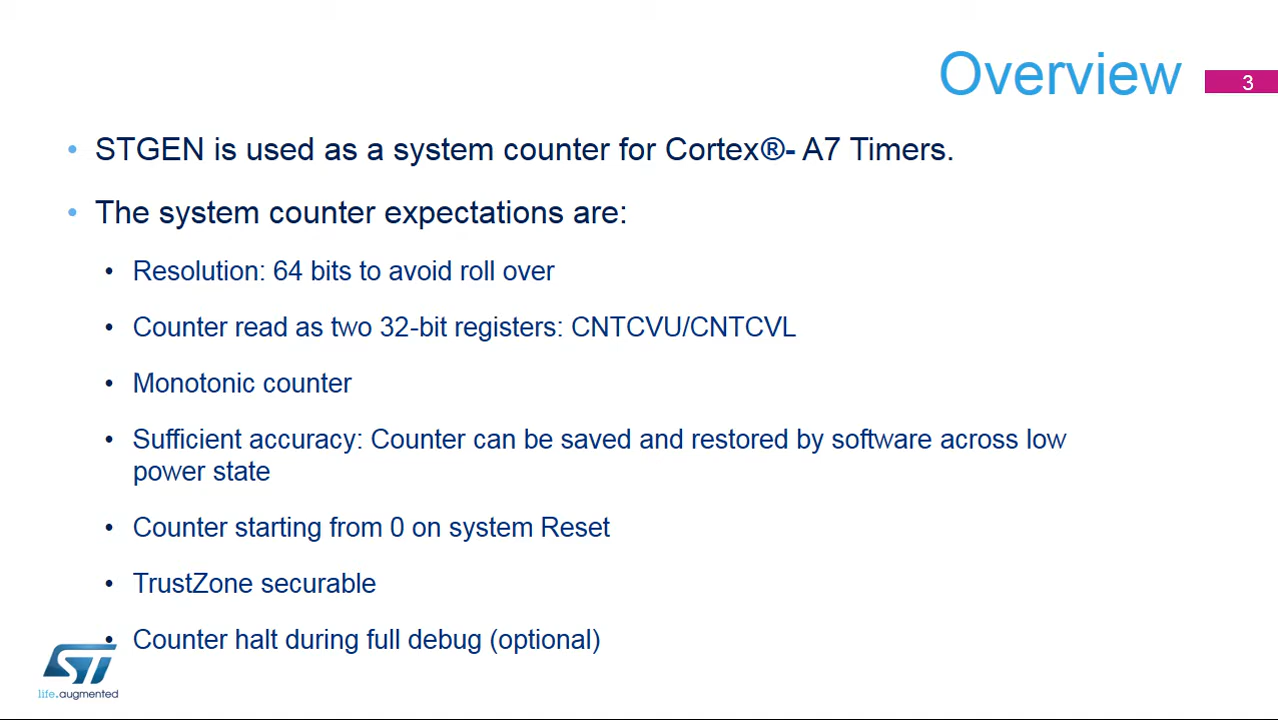 Overview
3
• STGEN is used as a system counter for Cortex®- A7 Timers.
• The system counter expectations are:
• Resolution: 64 bits to avoid roll over
• Counter read as two 32-bit registers: CNTCVU/CNTCVL
• Monotonic counter
• Sufficient accuracy: Counter can be saved and restored by software across low
power state
• Counter starting from 0 on system Reset
• TrustZone securable
• Counter halt during full debug (optional)
ST
life.augmented